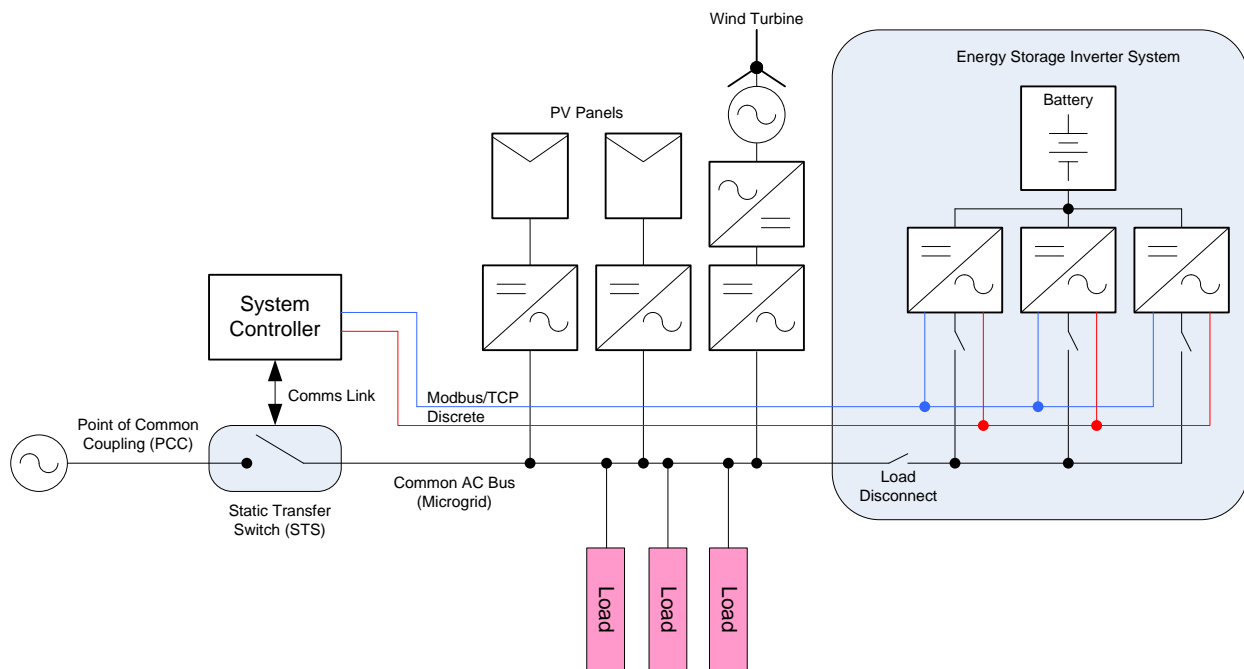 Wind Turbine
Energy Storage Inverter System
Battery
PV Panels
System
Controller
Comms Link
Modbus/TCP
Discrete
Point of Common
Coupling (PCC)
Common AC Bus
(Microgrid)
Load
Disconnect
Static Transfer
Switch (STS)
Load
Load
Load